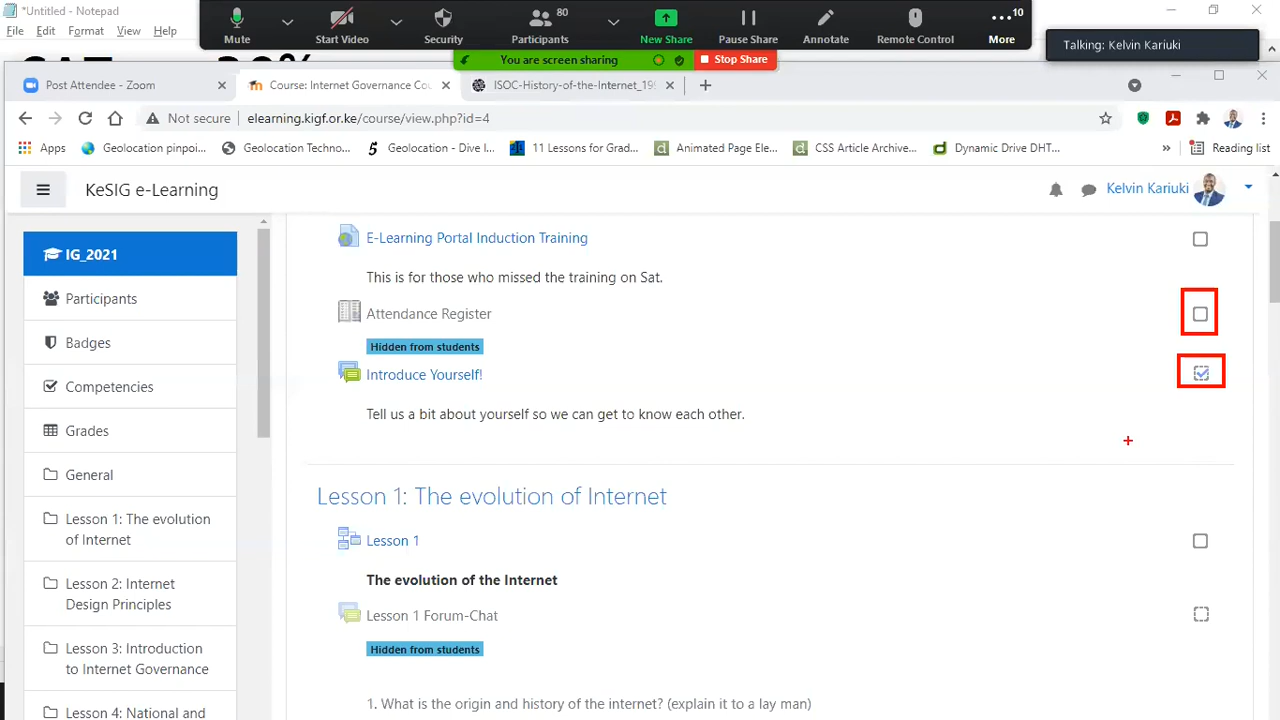 *Untitled - Notepad
File Edit Format View Help
Mute
Start Video
Security
80
Participants
New Share
Pause Share
Annotate
Remote Control
10
More
You are screen sharing
Stop Share
Talking: Kelvin Kariuki
Post Attendee - Zoom
Course: Internet Governance Cou
ISOC-History-of-the-Internet_199
Not secure
elearning.kigf.or.ke/course/view.php?id=4
Apps
Geolocation pinpoi...
Geolocation Techno...
Geolocation - Dive I...
11 Lessons for Grad...
Animated Page Ele...
CSS Article Archive...
Dynamic Drive DHT...
Reading list
KeSIG e-Learning
Kelvin Kariuki
IG_2021
Participants
Badges
Competencies
Grades
General
Lesson 1: The evolution
of Internet
Lesson 2: Internet
Design Principles
Lesson 3: Introduction
to Internet Governance
Lesson 4: National and
E-Learning Portal Induction Training
This is for those who missed the training on Sat.
Attendance Register
Hidden from students
Introduce Yourself!
Tell us a bit about yourself so we can get to know each other.
Lesson 1: The evolution of Internet
Lesson 1
The evolution of the Internet
Lesson 1 Forum-Chat
Hidden from students
1. What is the origin and history of the internet? (explain it to a lay man)